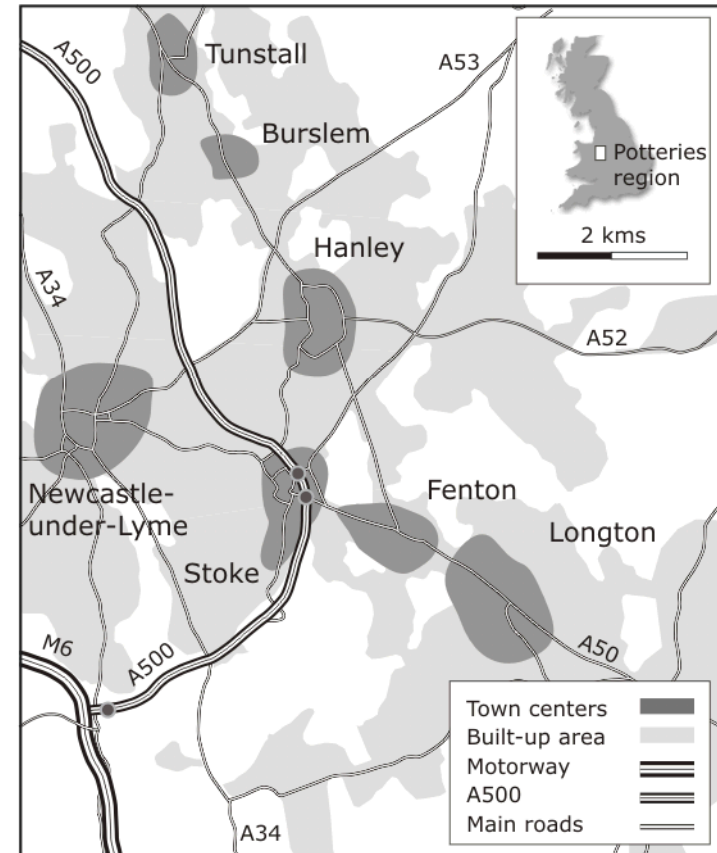 A500
Tunstall
A53
Burslem
Potteries
region
2 kms
Hanley
A34
A52
Newcastle-
under-Lyme
Fenton
Longton
Stoke
M6
A500
A50
Town centers
Built-up area
Motorway
A500
Main roads
A34